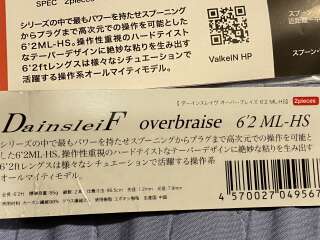 SPEC 2pieces
シリーズの中で最もパワーを持たせスプーニング
からプラグまで高次元での操作を可能とした
6'2ML-HS。操作性重視のハードテイスト
なテーパーデザインに絶妙な粘りを生み出す
6'2ftレングスは様々なシチュエーションで
活躍する操作系オールマイティモデル。
ValkeIN HP
スプーン
近距離
【 ダーインスレイヴ オーバーブレイズ 6'2 ML-HS】
2pieces
DainsleiF overbraise 6'2 ML-HS
シリーズの中で最もパワーを持たせスプーニングからプラグまで高次元での操作を可能とし
た6'2ML-HS。操作性重視のハードテイストなテーパーデザインに絶妙な粘りを生み出
す6'2ftレングスは様々なシチュエーションで活躍する操作系
オールマイティモデル。
4 570027 049567